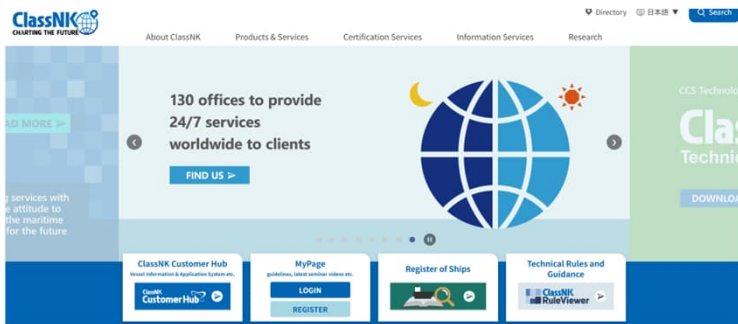 ClassNK
CHARTING THE FUTURE
Directory
日本語 ▼
Search
About ClassNK
Products & Services
Certification Services
Information Services
Research
AD MORE
g services with
e attitude to
the maritime
for the future
130 offices to provide
24/7 services
worldwide to clients
FIND US
CCS Technolo
Clas
Techni
DOWNLOA
ClassNK Customer Hub
Vessel Information & Application System etc.
ClassNK
CustomerHub
MyPage
guidelines, latest seminar videos etc.
LOGIN
REGISTER
Register of Ships
Technical Rules and
Guidance
ClassNK
RuleViewer